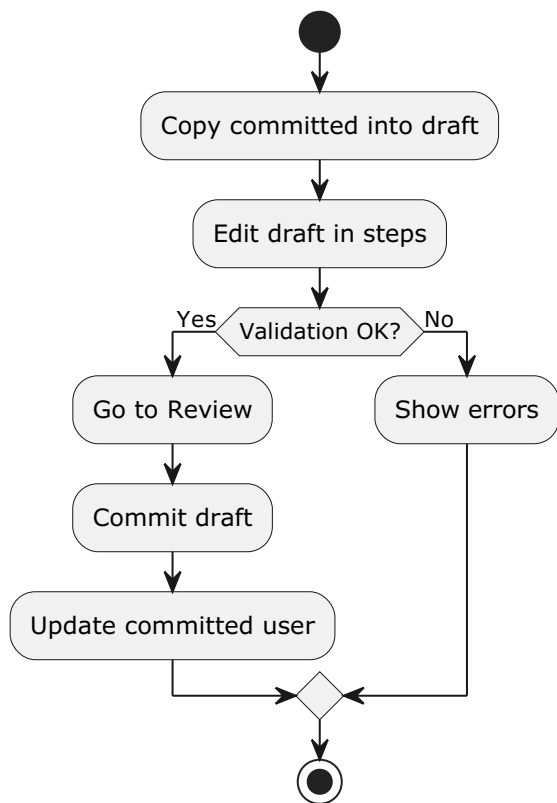 Copy committed into draft
Edit draft in steps
Yes
Validation OK?
No
Go to Review
Show errors
Commit draft
Update committed user